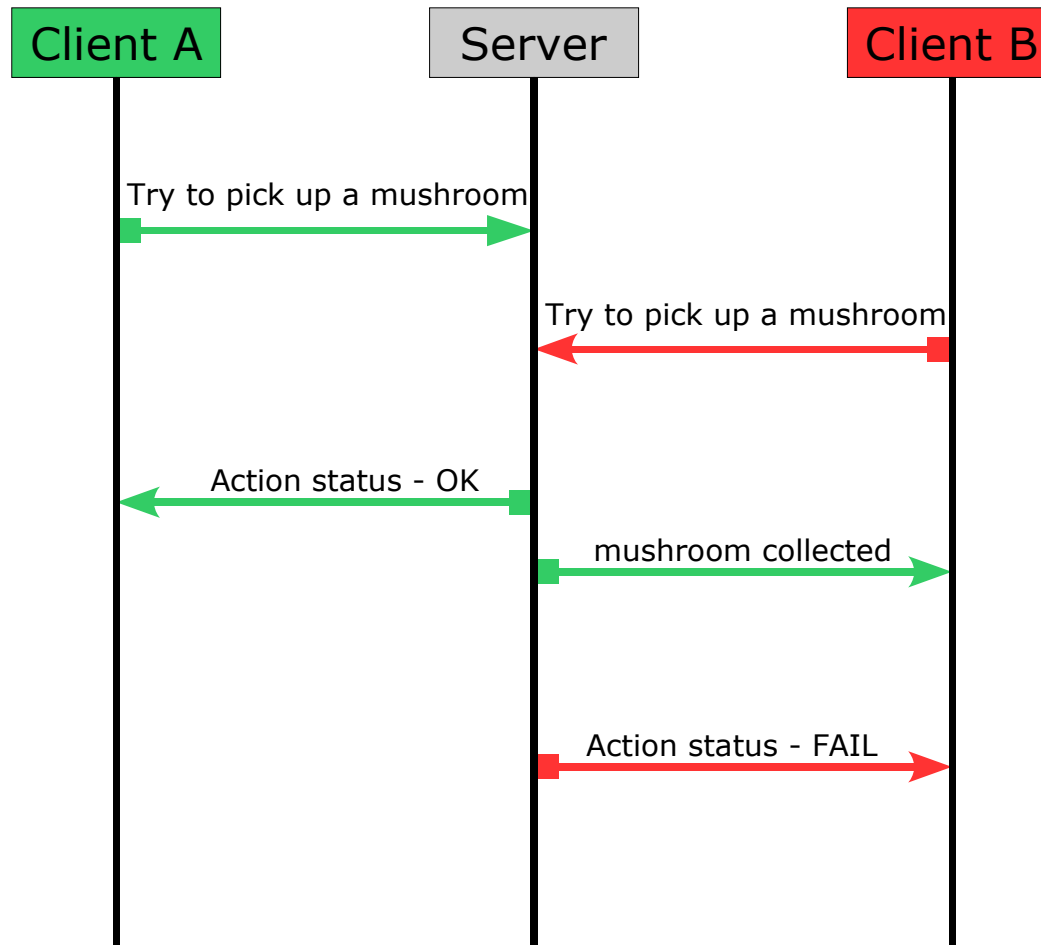 Client A
Server
Client B
Try to pick up a mushroom
Try to pick up a mushroom
Action status - OK
mushroom collected
Action status - FAIL